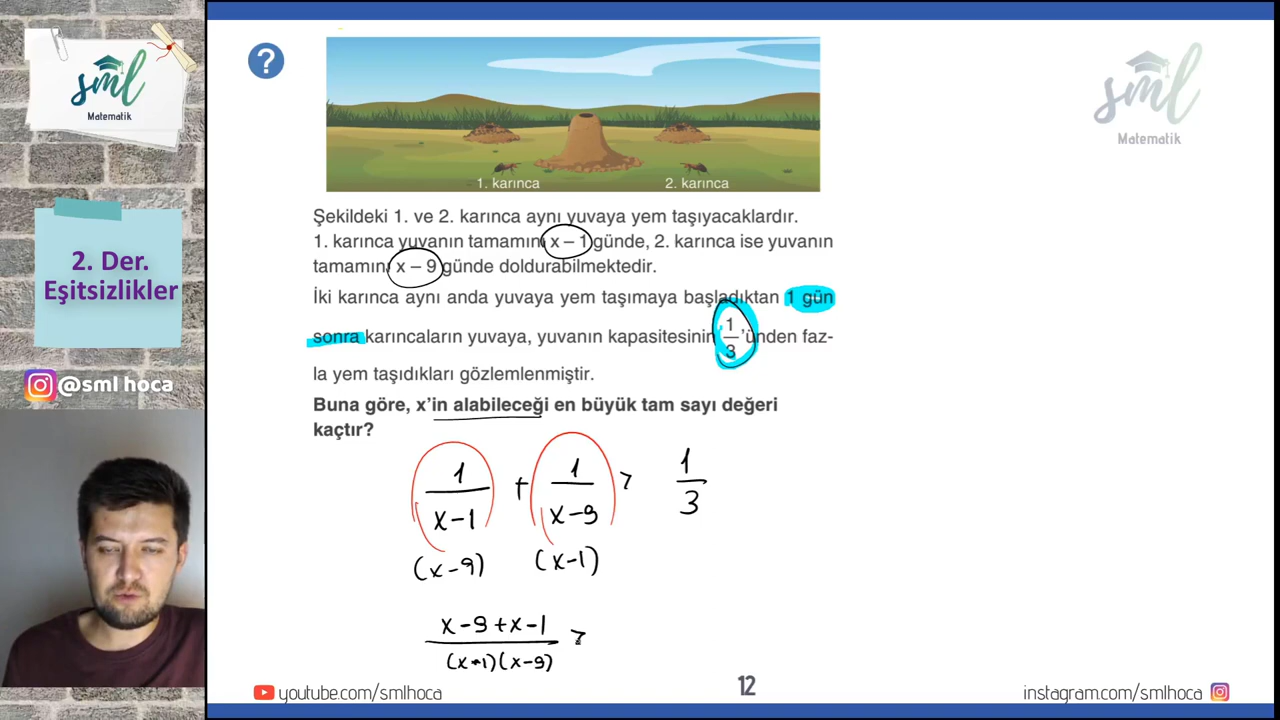 sml
Matematik
2. Der.
Eşitsizlikler
@sml hoca
?
sml
Matematik
1. karınca
2. karınca
Şekildeki 1. ve 2. karınca aynı yuvaya yem taşıyacaklardır.
1. karınca yuvanın tamamını x – 1 günde, 2. karınca ise yuvanın
tamamını x – 9 günde doldurabilmektedir.
İki karınca aynı anda yuvaya yem taşımaya başladıktan 1 gün
sonra karıncaların yuvaya, yuvanın kapasitesinin 1/3 'ünden faz-
la yem taşıdıkları gözlemlenmiştir.
Buna göre, x'in alabileceği en büyük tam sayı değeri
kaçtır?
1/(x-1) + 1/(x-9) > 1/3
(x-9) (x-1)
x-9+x-1 >
(x-1)(x-9)
youtube.com/smlhoca
12
instagram.com/smlhoca